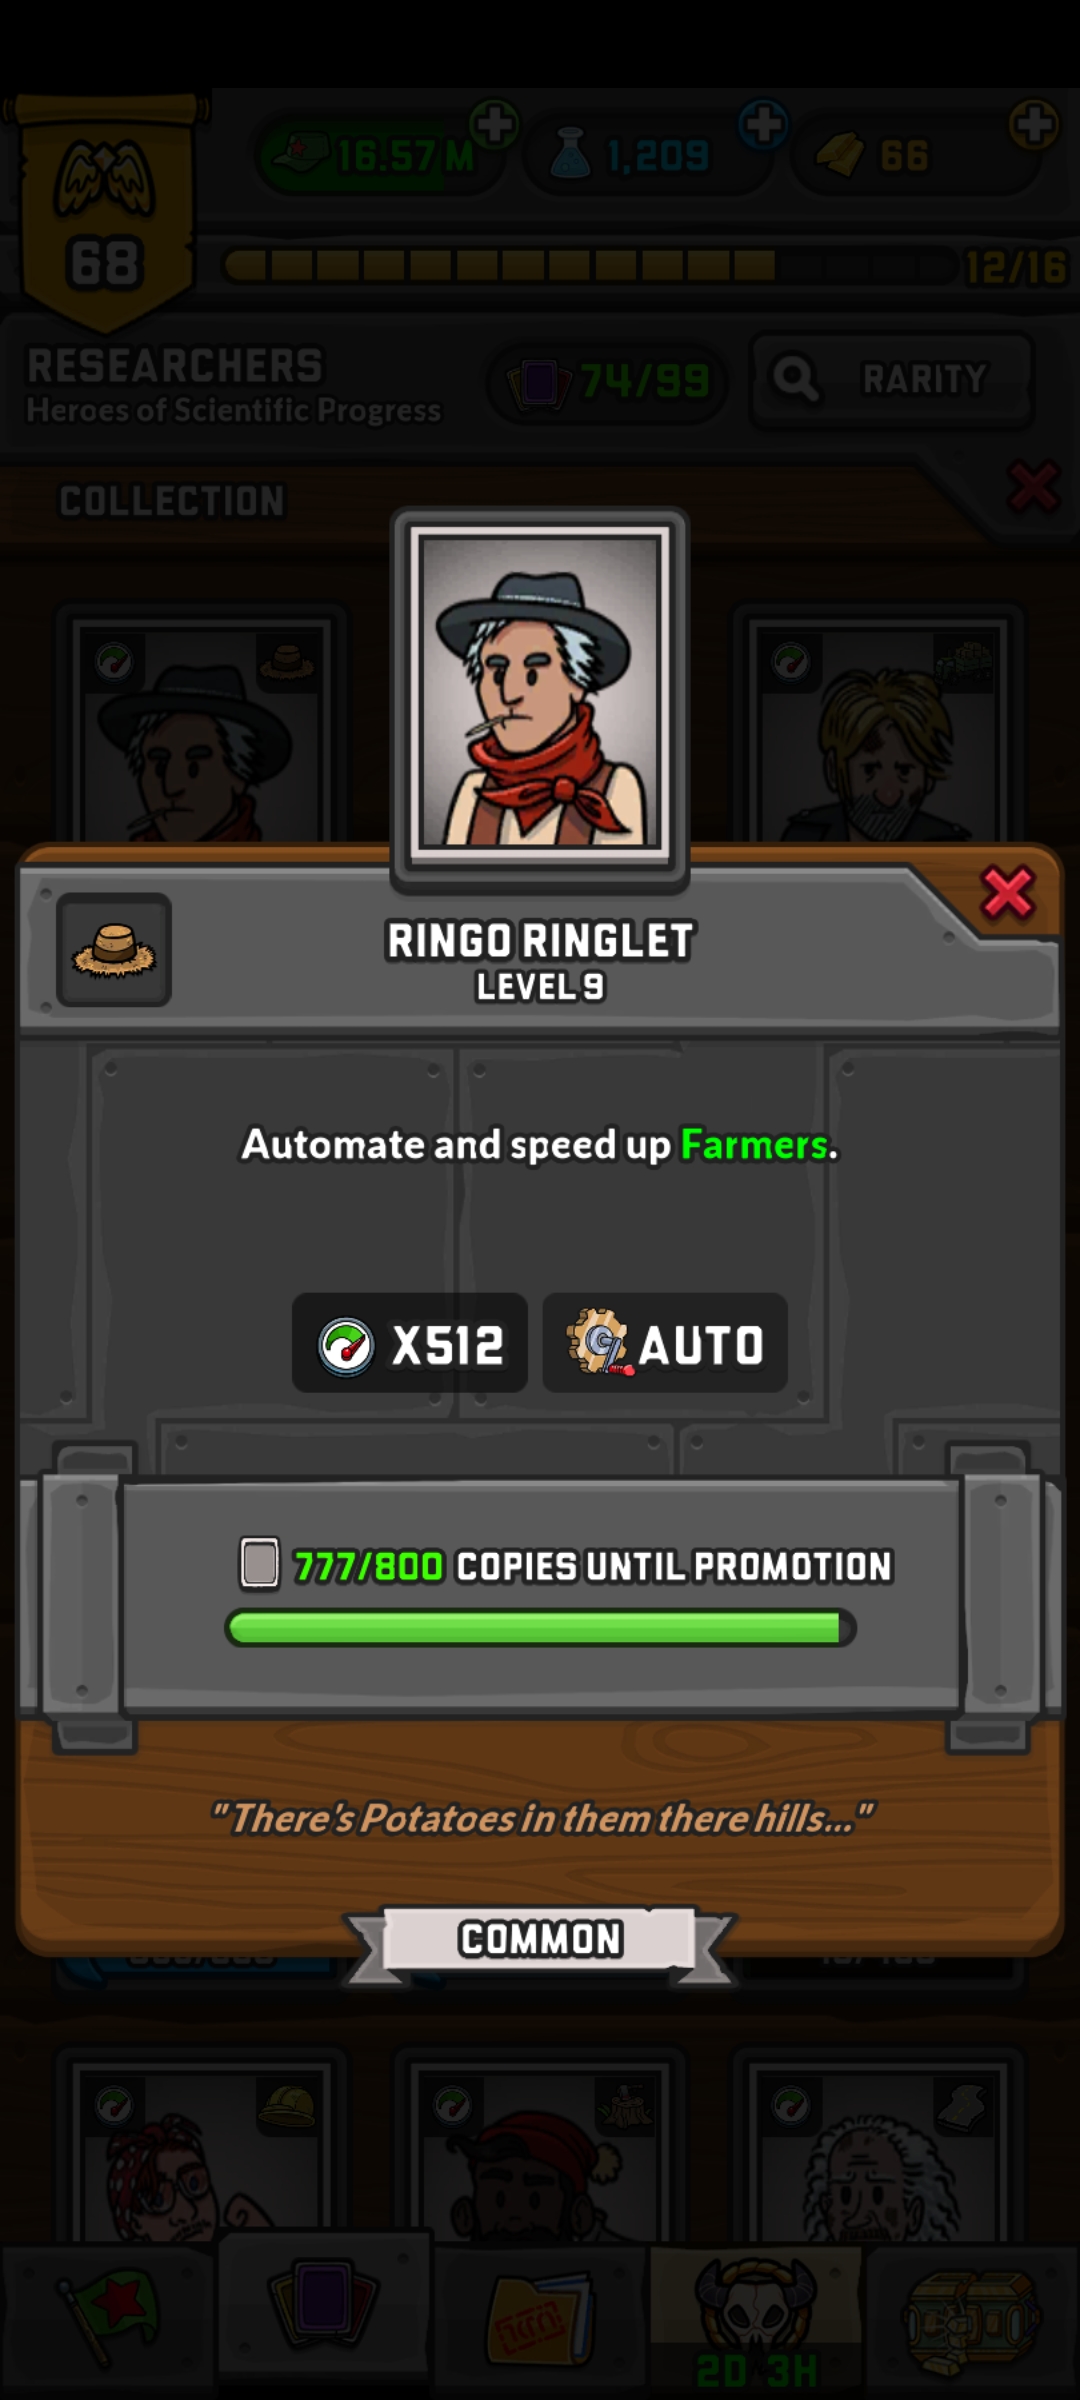 16.57M
1,209
66
68
12/16
RESEARCHERS
Heroes of Scientific Progress
74/99
RARITY
COLLECTION
RINGO RINGLET
LEVEL 9
Automate and speed up Farmers.
X512
AUTO
777/800 COPIES UNTIL PROMOTION
"There's Potatoes in them there hills..."
COMMON
2D 3H